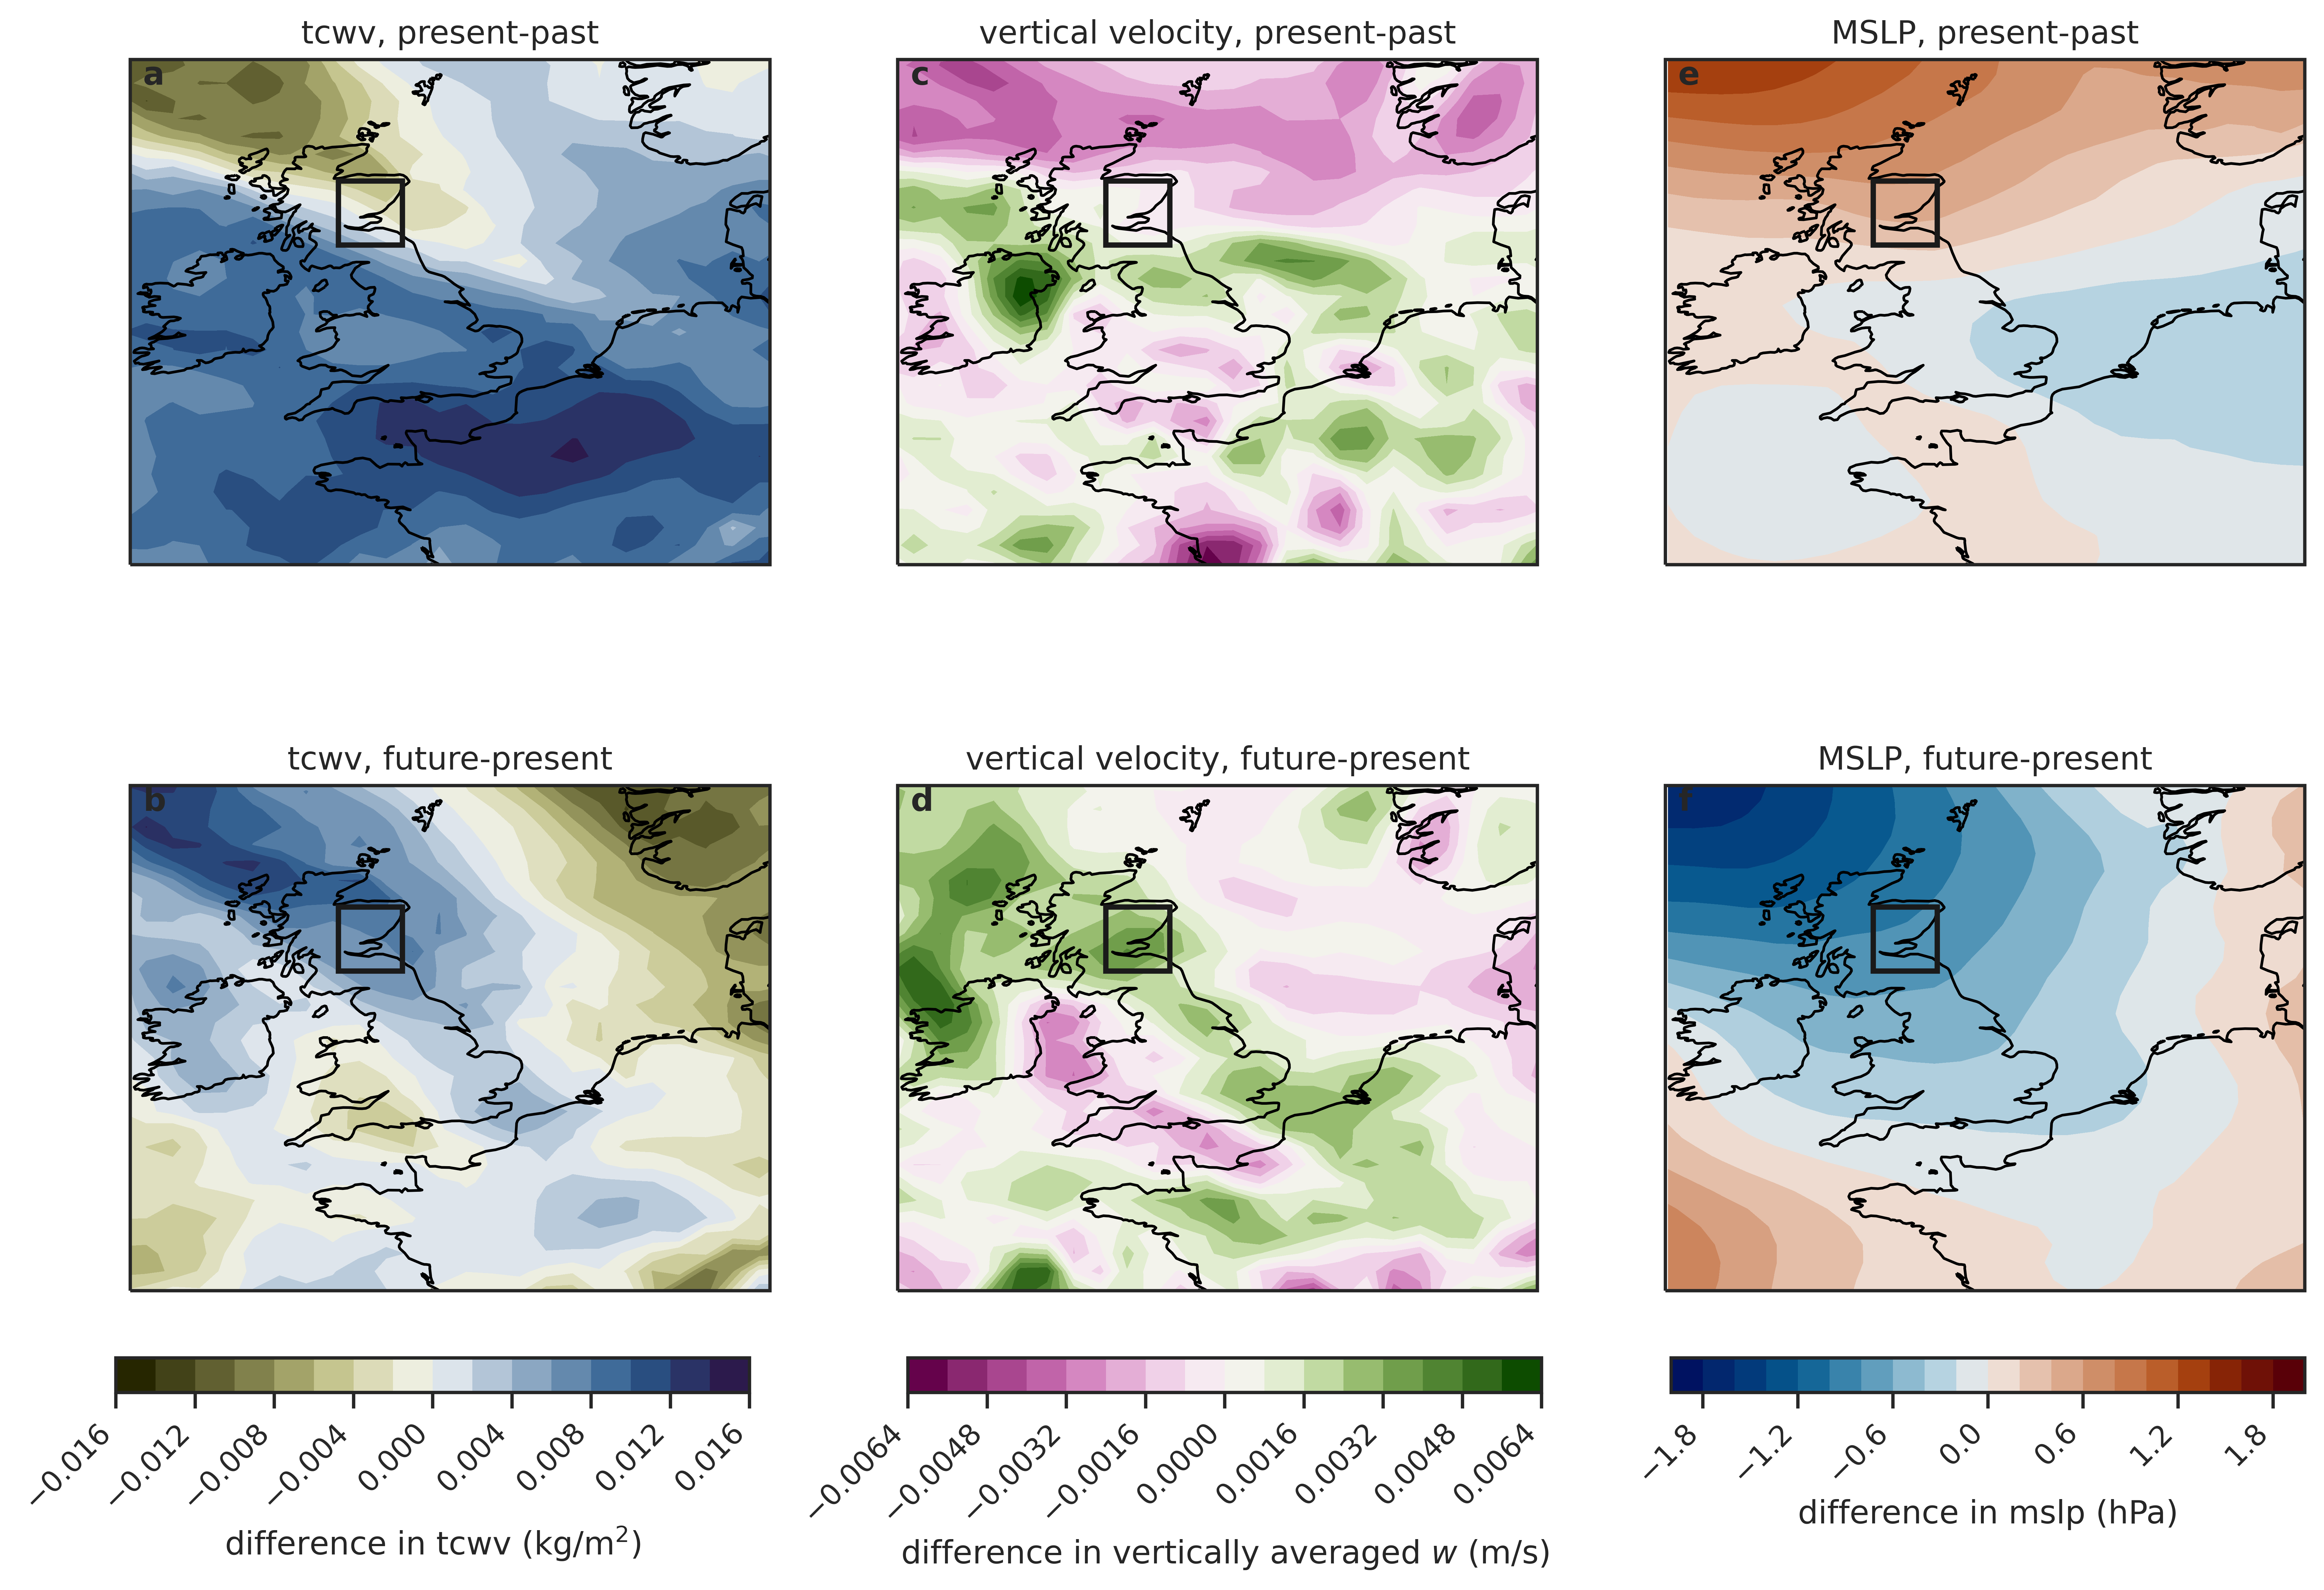 tcwv, present-past
vertical velocity, present-past
MSLP, present-past
a
c
e
tcwv, future-present
vertical velocity, future-present
MSLP, future-present
b
d
f
−0.016 −0.012 −0.008 −0.004 0.000 0.004 0.008 0.012 0.016
difference in tcwv (kg/m²)
−0.0064 −0.0048 −0.0032 −0.0016 0.0000 0.0016 0.0032 0.0048 0.0064
difference in vertically averaged w (m/s)
−1.8 −1.2 −0.6 0.0 0.6 1.2 1.8
difference in mslp (hPa)